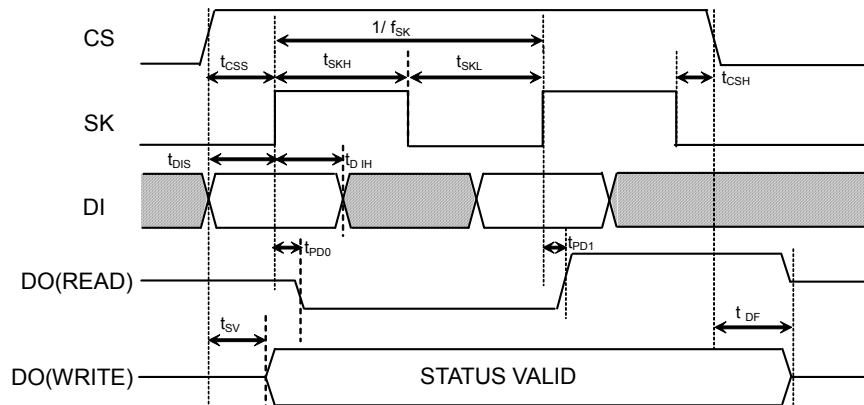 CS
1/ fSK
tCSS
tSKH
tSKL
tCSH
SK
tDIS
tD IH
DI
tPD0
tPD1
DO(READ)
tSV
t DF
DO(WRITE)
STATUS VALID